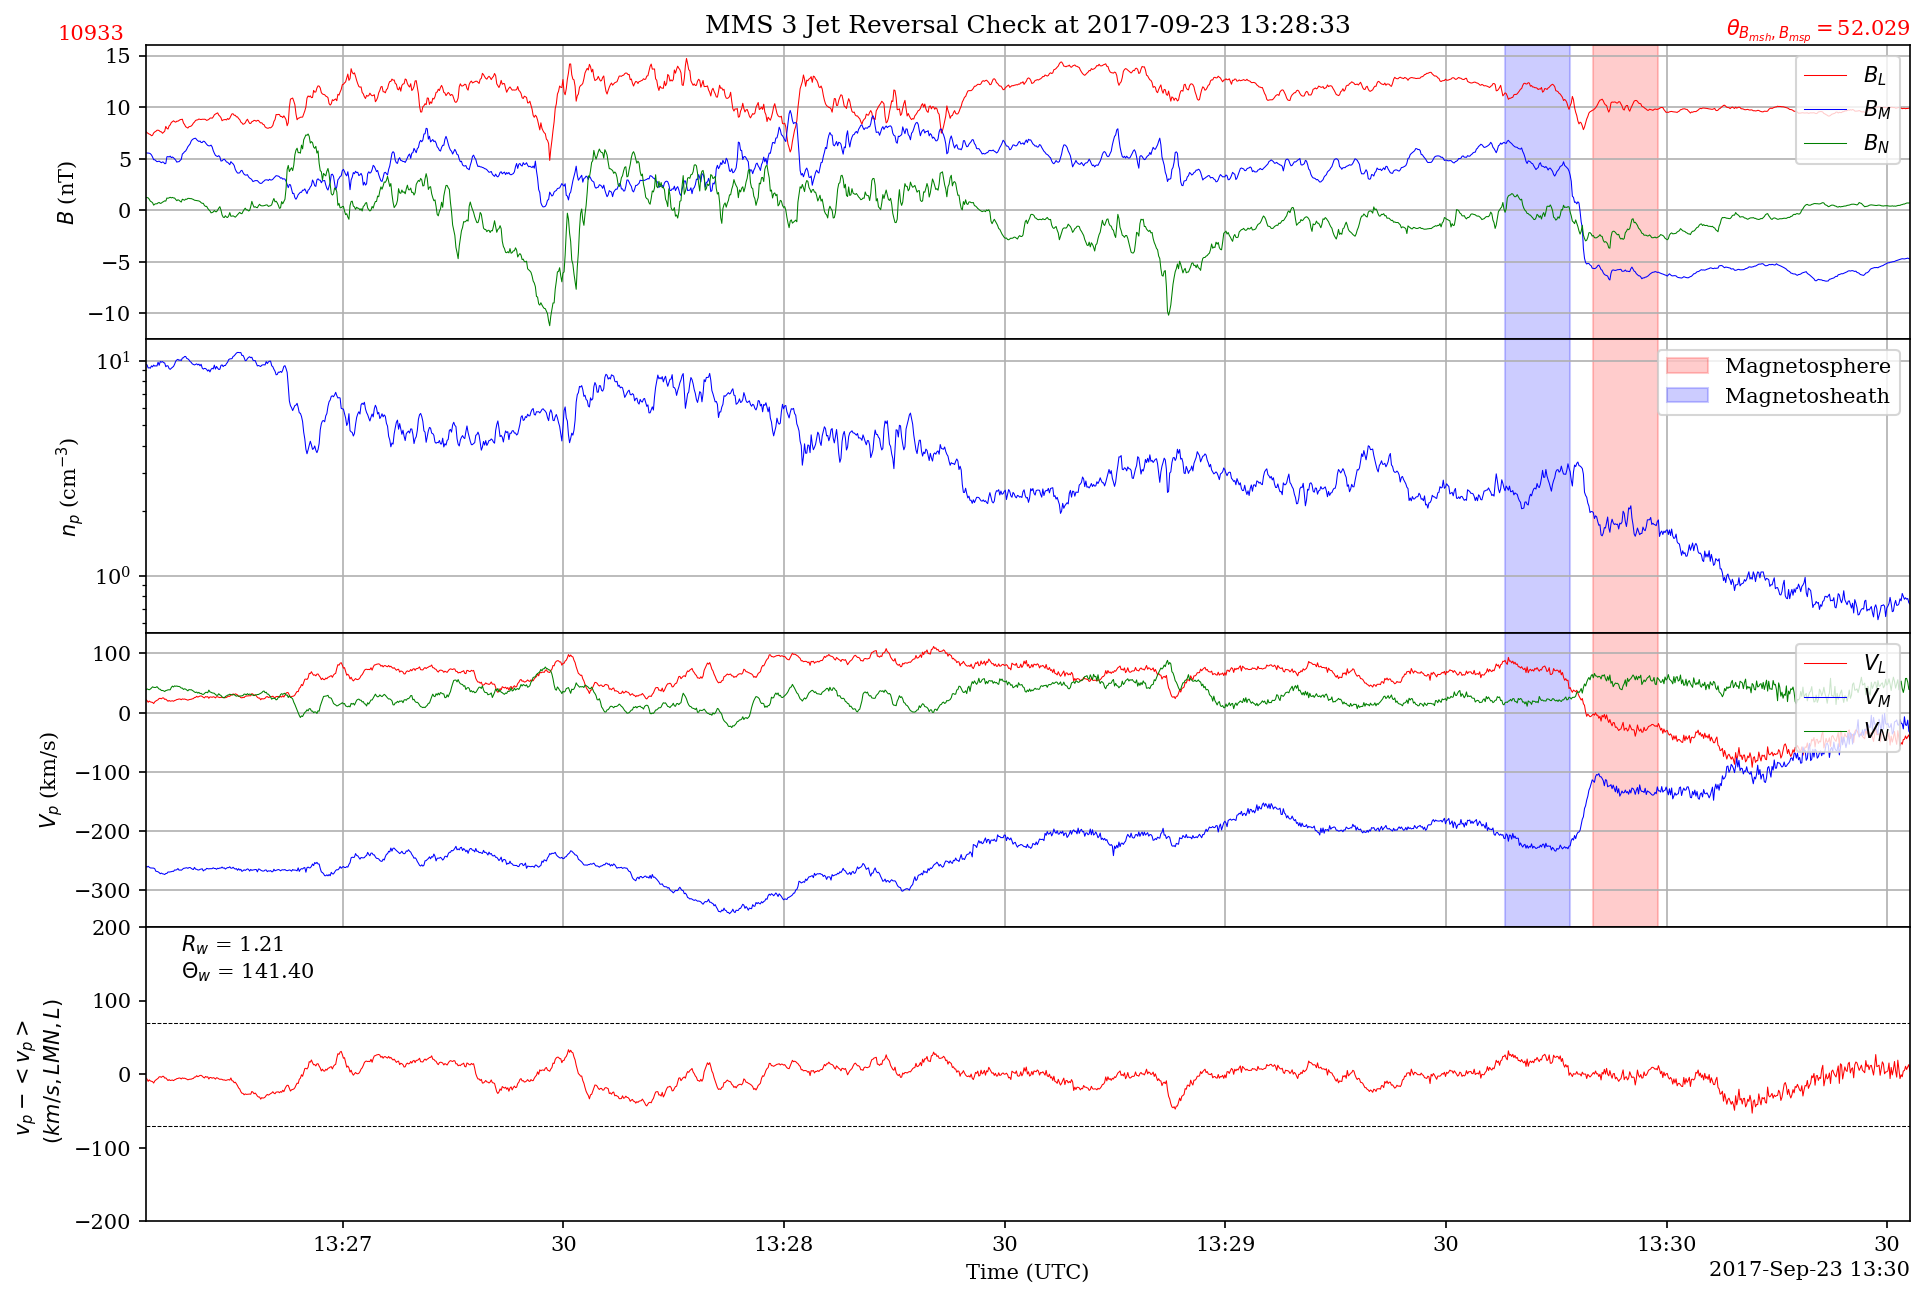 MMS 3 Jet Reversal Check at 2017-09-23 13:28:33
10933
θ_{B_{msh}, B_{msp}} = 52.029
15
10
5
0
−5
−10
B (nT)
B_L
B_M
B_N
10^1
10^0
n_p (cm^{−3})
Magnetosphere
Magnetosheath
100
0
−100
−200
−300
V_p (km/s)
V_L
V_M
V_N
200
100
0
−100
−200
v_p − < v_p >
(km/s, LMN, L)
R_w = 1.21
Θ_w = 141.40
13:27 30 13:28 30 13:29 30 13:30 30
Time (UTC)
2017-Sep-23 13:30